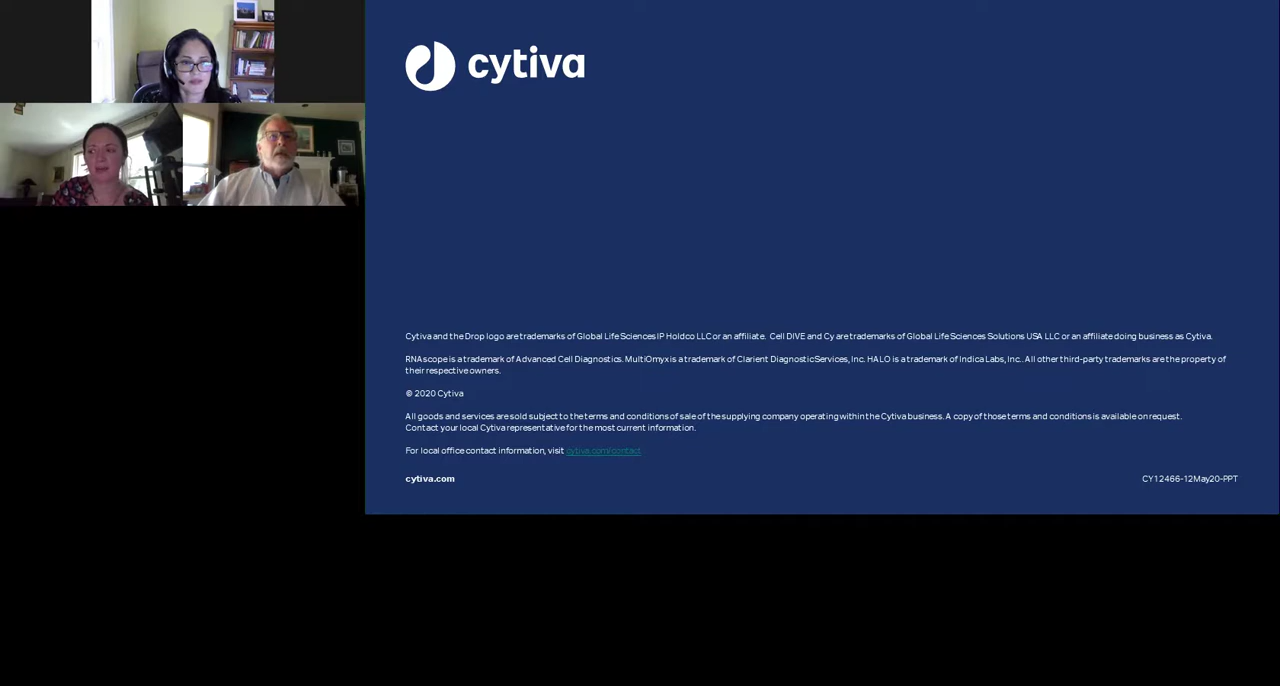 cytiva
Cytiva and the Drop logo are trademarks of Global Life Sciences IP Holdco LLC or an affiliate. Cell DIVE and Cy are trademarks of Global Life Sciences Solutions USA LLC or an affiliate doing business as Cytiva.
RNAscope is a trademark of Advanced Cell Diagnostics. MultiOmyx is a trademark of Clarient Diagnostic Services, Inc. HALO is a trademark of Indica Labs, Inc.. All other third-party trademarks are the property of
their respective owners.
© 2020 Cytiva
All goods and services are sold subject to the terms and conditions of sale of the supplying company operating within the Cytiva business. A copy of those terms and conditions is available on request.
Contact your local Cytiva representative for the most current information.
For local office contact information, visit cytiva.com/contact
cytiva.com
CY12466-12May20-PPT